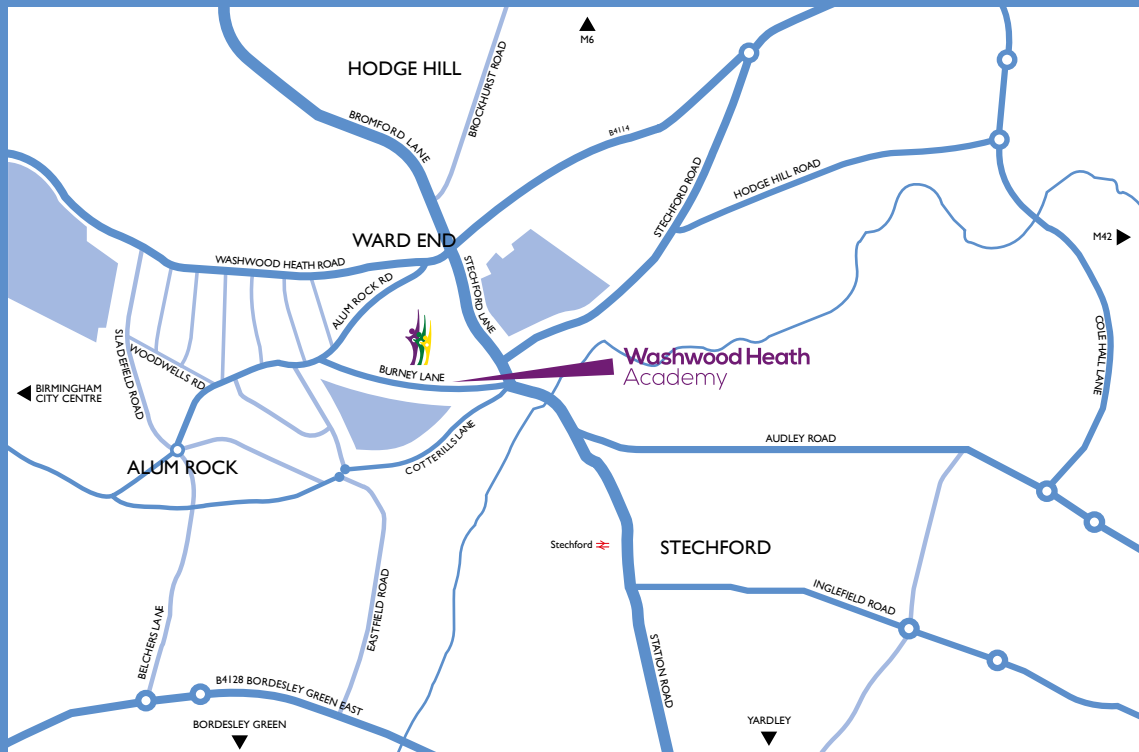 M6
HODGE HILL
BROCKHURST ROAD
BROMFORD LANE
B4114
STECHFORD ROAD
HODGE HILL ROAD
M42
WARD END
WASHWOOD HEATH ROAD
ALUM ROCK RD
STECHFORD LANE
SLADEFIELD ROAD
WOODWELLS RD
BURNEY LANE
Washwood Heath
Academy
COLE HALL LANE
BIRMINGHAM
CITY CENTRE
COTTERILLS LANE
AUDLEY ROAD
ALUM ROCK
Stechford
STECHFORD
INGLEFIELD ROAD
EASTFIELD ROAD
BELCHERS LANE
STATION ROAD
B4128 BORDESLEY GREEN EAST
BORDESLEY GREEN
YARDLEY